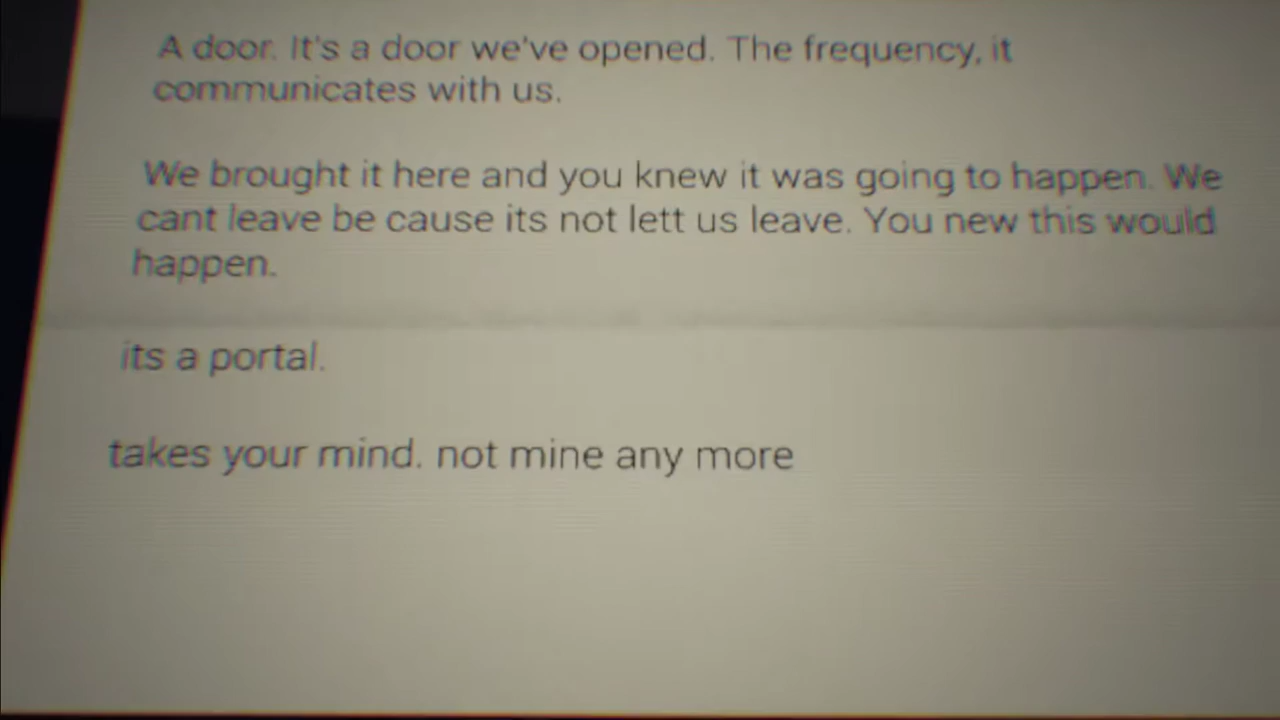 A door. It's a door we've opened. The frequency, it
communicates with us.
We brought it here and you knew it was going to happen. We
cant leave be cause its not lett us leave. You new this would
happen.
its a portal.
takes your mind. not mine any more